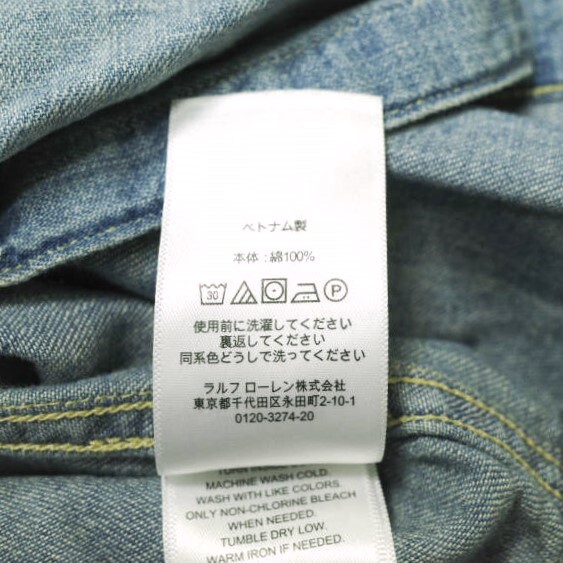 ベトナム製
本体 : 綿100%
30 P
使用前に洗濯してください
裏返してください
同系色どうしで洗ってください
ラルフ ローレン株式会社
東京都千代田区永田町2-10-1
0120-3274-20
TURN INSIDE
MACHINE WASH COLD.
WASH WITH LIKE COLORS.
ONLY NON-CHLORINE BLEACH
WHEN NEEDED.
TUMBLE DRY LOW.
WARM IRON IF NEEDED.